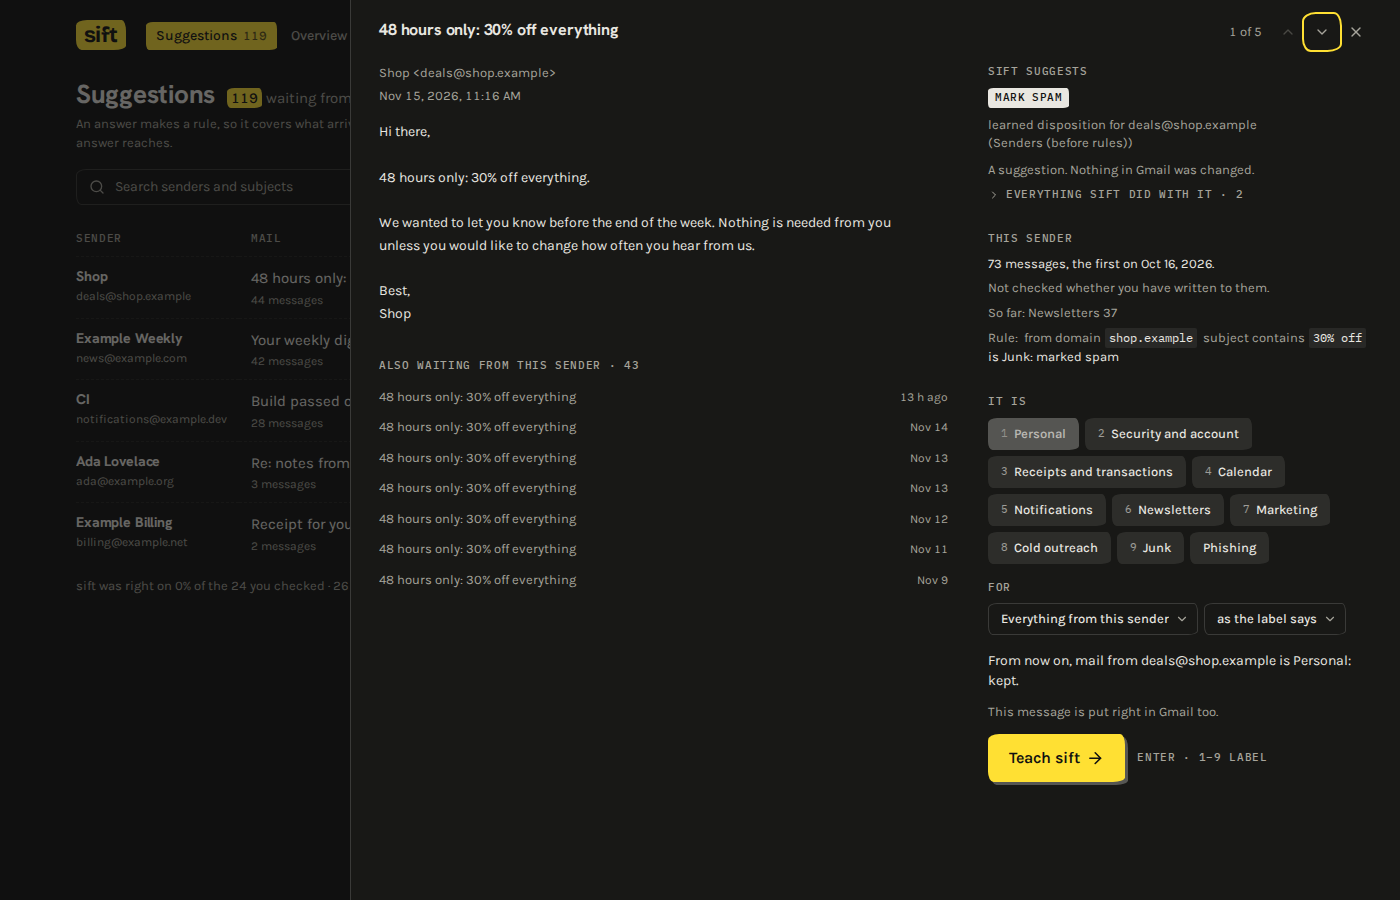 sift
Suggestions 119
Overview
Suggestions 119 waiting from
An answer makes a rule, so it covers what arri
answer reaches.
Search senders and subjects
SENDER MAIL
Shop 48 hours only:
deals@shop.example 44 messages
Example Weekly Your weekly dig
news@example.com 42 messages
CI Build passed o
notifications@example.dev 28 messages
Ada Lovelace Re: notes from
ada@example.org 3 messages
Example Billing Receipt for you
billing@example.net 2 messages
sift was right on 0% of the 24 you checked · 26
48 hours only: 30% off everything
1 of 5
Shop <deals@shop.example>
Nov 15, 2026, 11:16 AM
Hi there,
48 hours only: 30% off everything.
We wanted to let you know before the end of the week. Nothing is needed from you
unless you would like to change how often you hear from us.
Best,
Shop
ALSO WAITING FROM THIS SENDER · 43
48 hours only: 30% off everything 13 h ago
48 hours only: 30% off everything Nov 14
48 hours only: 30% off everything Nov 13
48 hours only: 30% off everything Nov 13
48 hours only: 30% off everything Nov 12
48 hours only: 30% off everything Nov 11
48 hours only: 30% off everything Nov 9
SIFT SUGGESTS
MARK SPAM
learned disposition for deals@shop.example
(Senders (before rules))
A suggestion. Nothing in Gmail was changed.
EVERYTHING SIFT DID WITH IT · 2
THIS SENDER
73 messages, the first on Oct 16, 2026.
Not checked whether you have written to them.
So far: Newsletters 37
Rule: from domain shop.example subject contains 30% off
is Junk: marked spam
IT IS
1 Personal 2 Security and account
3 Receipts and transactions 4 Calendar
5 Notifications 6 Newsletters 7 Marketing
8 Cold outreach 9 Junk Phishing
FOR
Everything from this sender as the label says
From now on, mail from deals@shop.example is Personal:
kept.
This message is put right in Gmail too.
Teach sift → ENTER · 1–9 LABEL